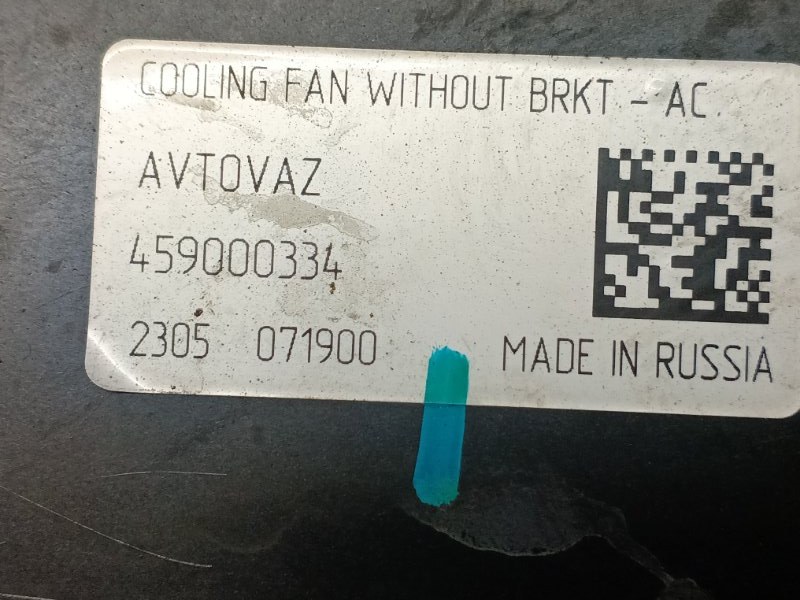 COOLING FAN WITHOUT BRKT - AC.
AVTOVAZ
459000334
2305 071900
MADE IN RUSSIA